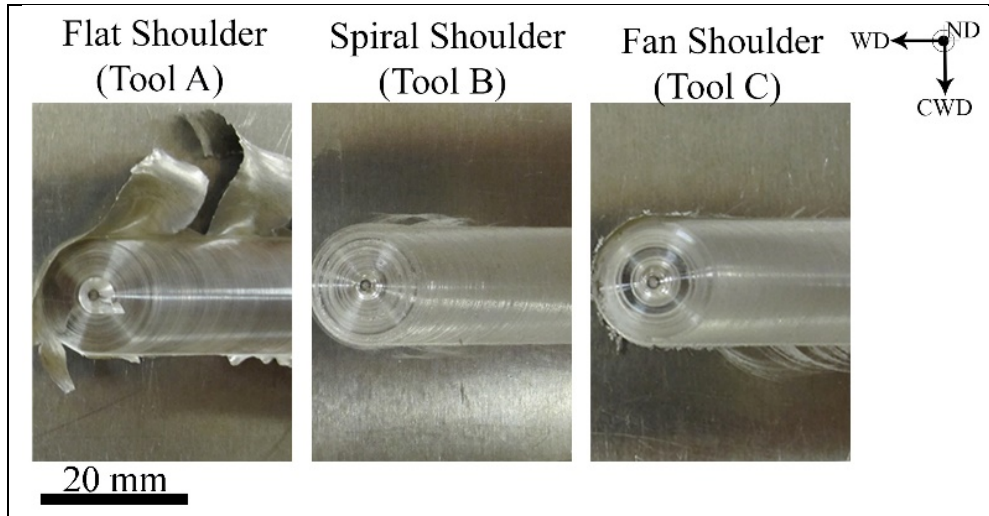 Flat Shoulder
(Tool A)
Spiral Shoulder
(Tool B)
Fan Shoulder
(Tool C)
WD
ND
CWD
20 mm